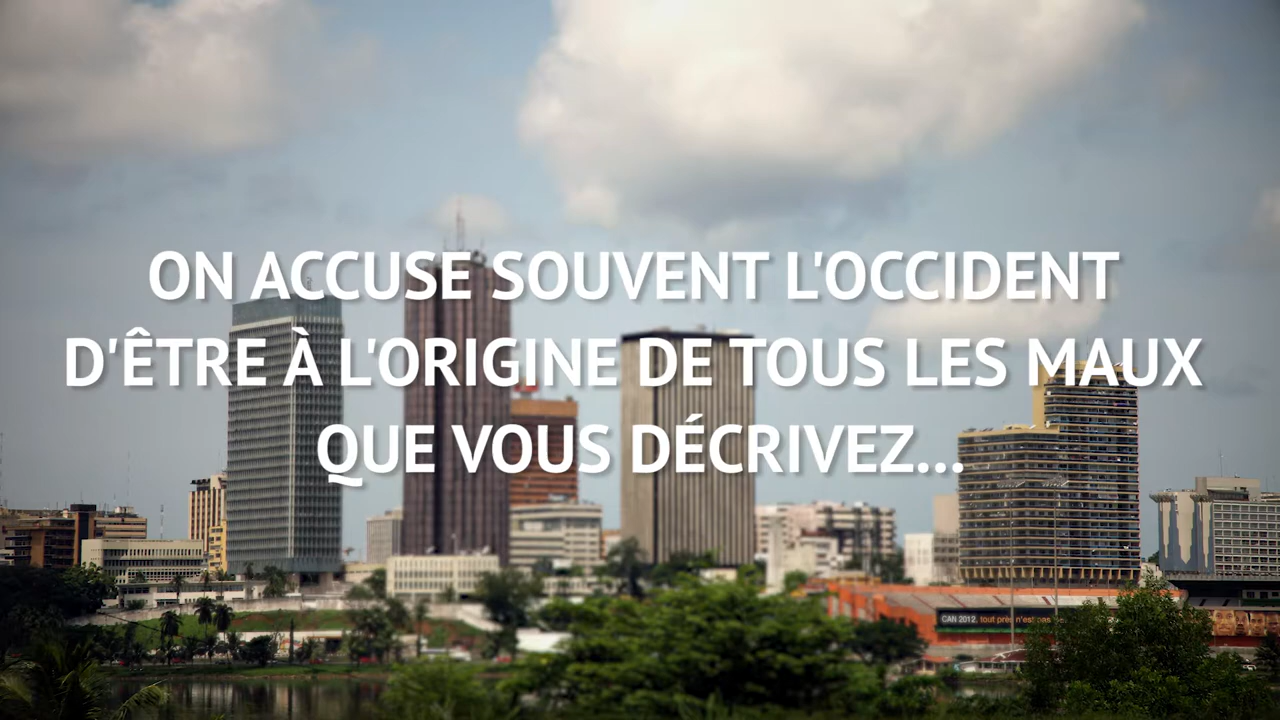 ON ACCUSE SOUVENT L'OCCIDENT
D'ÊTRE À L'ORIGINE DE TOUS LES MAUX
QUE VOUS DÉCRIVEZ...
CAN 2012, tout près n'est pas